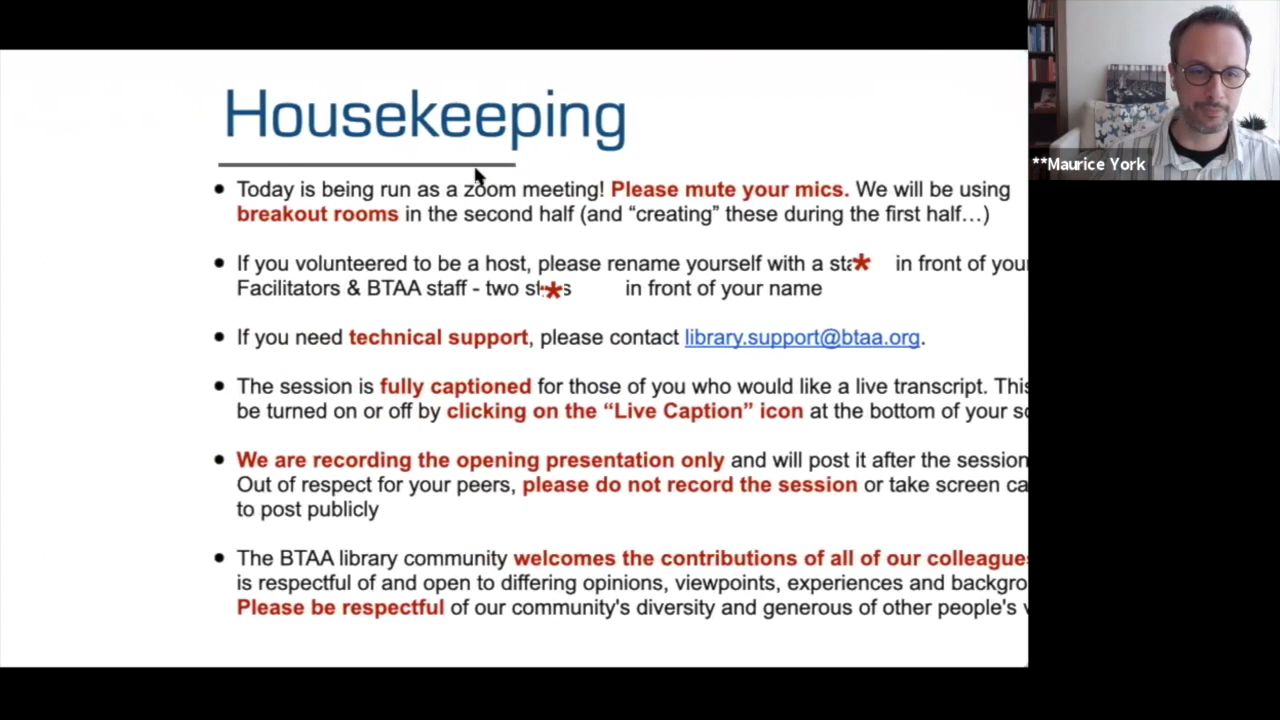 Housekeeping
**Maurice York
• Today is being run as a zoom meeting! Please mute your mics. We will be using
breakout rooms in the second half (and “creating” these during the first half…)
• If you volunteered to be a host, please rename yourself with a * in front of
Facilitators & BTAA staff - two * in front of your name
• If you need technical support, please contact library.support@btaa.org.
• The session is fully captioned for those of you who would like a live transcript. This
be turned on or off by clicking on the “Live Caption” icon at the bottom of your
• We are recording the opening presentation only and will post it after the session
Out of respect for your peers, please do not record the session or take screen
to post publicly
• The BTAA library community welcomes the contributions of all of our colleagues
is respectful of and open to differing opinions, viewpoints, experiences and
Please be respectful of our community's diversity and generous of other people's